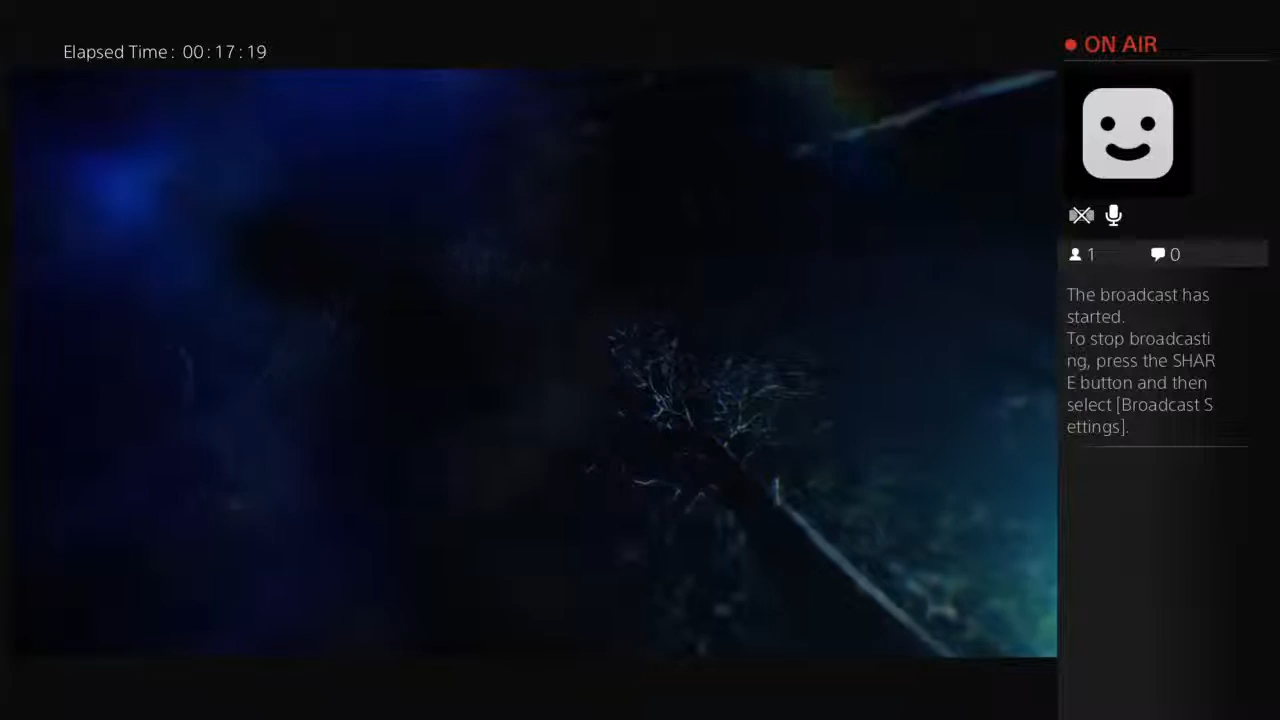 Elapsed Time: 00:17:19
ON AIR
1 0
The broadcast has
started.
To stop broadcasti
ng, press the SHAR
E button and then
select [Broadcast S
ettings].